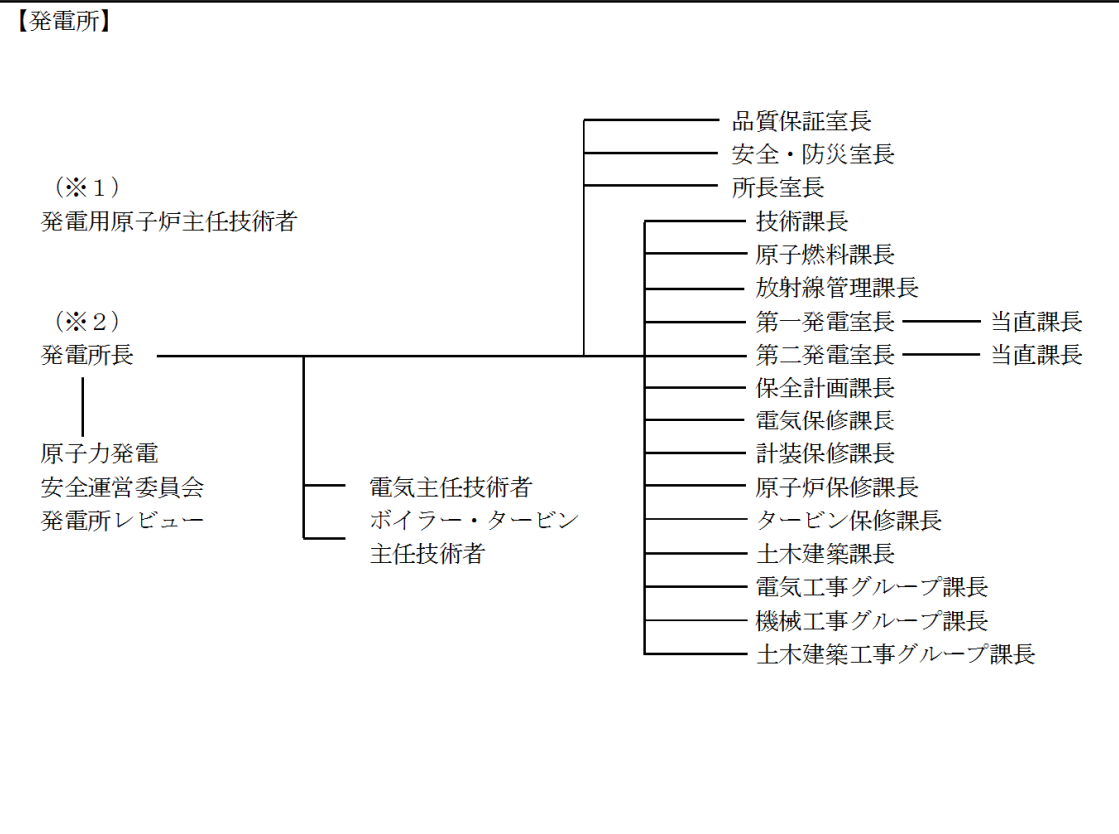 【発電所】
品質保証室長
安全・防災室長
(※１)
所長室長
発電用原子炉主任技術者
技術課長
原子燃料課長
放射線管理課長
(※２)
第一発電室長
当直課長
発電所長
第二発電室長
当直課長
保全計画課長
電気保修課長
原子力発電
計装保修課長
安全運営委員会
電気主任技術者
原子炉保修課長
発電所レビュー
ボイラー・タービン
タービン保修課長
主任技術者
土木建築課長
電気工事グループ課長
機械工事グループ課長
土木建築工事グループ課長